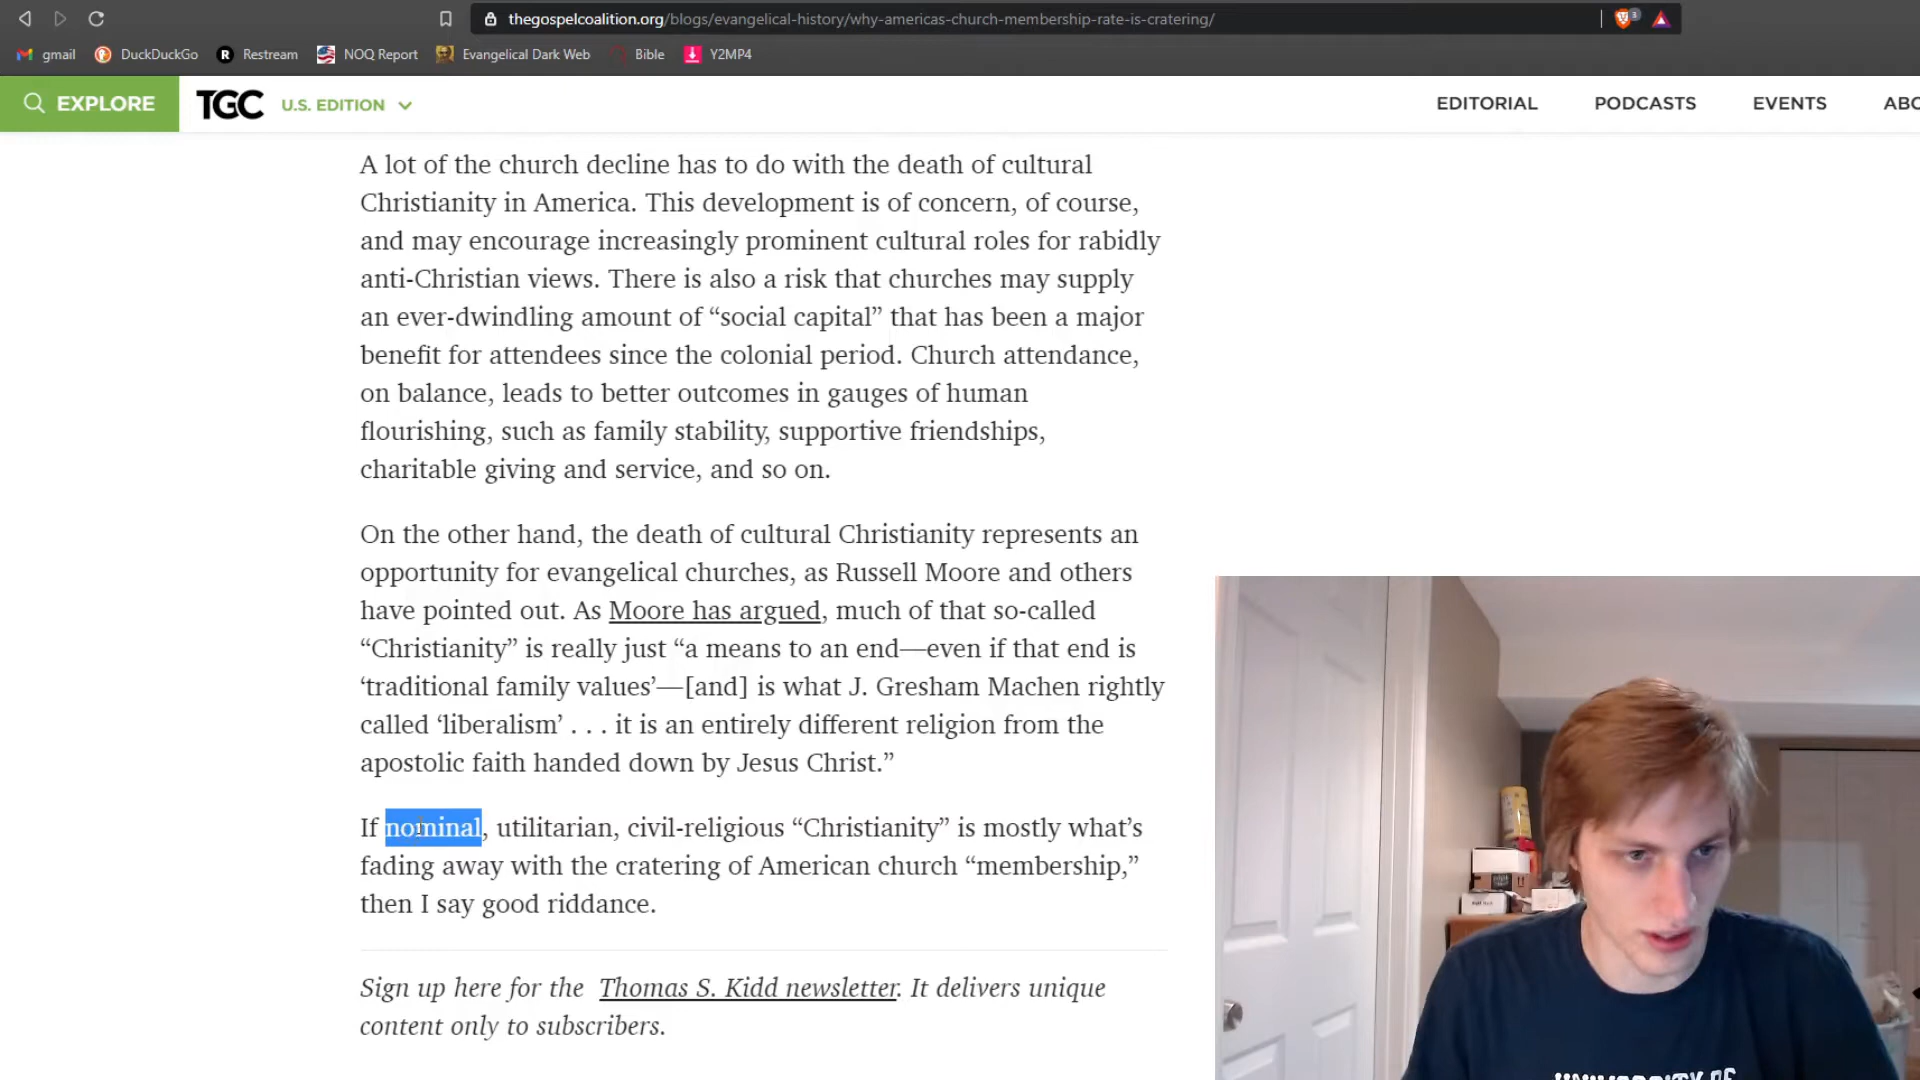 thegospelcoalition.org/blogs/evangelical-history/why-americas-church-membership-rate-is-cratering/
3
gmail DuckDuckGo R Restream NOQ Report Evangelical Dark Web Bible Y2MP4
EXPLORE TGC U.S. EDITION EDITORIAL PODCASTS EVENTS ABO
A lot of the church decline has to do with the death of cultural
Christianity in America. This development is of concern, of course,
and may encourage increasingly prominent cultural roles for rabidly
anti-Christian views. There is also a risk that churches may supply
an ever-dwindling amount of “social capital” that has been a major
benefit for attendees since the colonial period. Church attendance,
on balance, leads to better outcomes in gauges of human
flourishing, such as family stability, supportive friendships,
charitable giving and service, and so on.
On the other hand, the death of cultural Christianity represents an
opportunity for evangelical churches, as Russell Moore and others
have pointed out. As Moore has argued, much of that so-called
“Christianity” is really just “a means to an end—even if that end is
‘traditional family values’—[and] is what J. Gresham Machen rightly
called ‘liberalism’ . . . it is an entirely different religion from the
apostolic faith handed down by Jesus Christ.”
If nominal, utilitarian, civil-religious “Christianity” is mostly what’s
fading away with the cratering of American church “membership,”
then I say good riddance.
Sign up here for the Thomas S. Kidd newsletter. It delivers unique
content only to subscribers.
UNIVERSITY OF